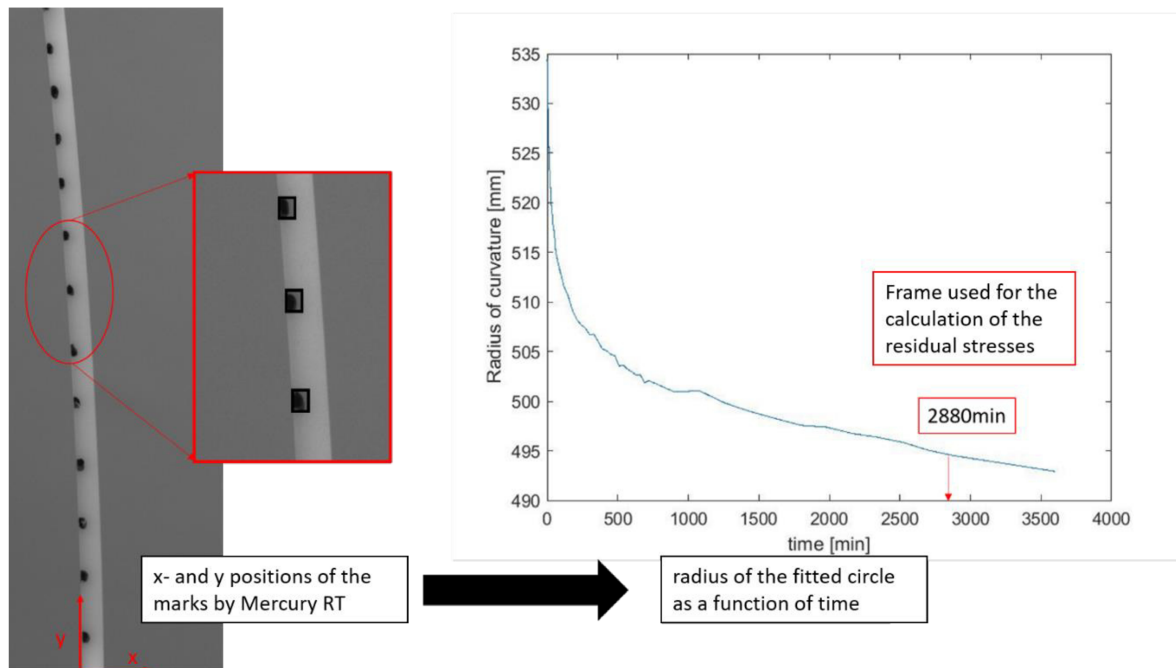 y
x
x- and y positions of the
marks by Mercury RT
535
530
525
520
515
510
505
500
495
490
Radius of curvature [mm]
0
500
1000
1500
2000
2500
3000
3500
4000
time [min]
Frame used for the
calculation of the
residual stresses
2880min
radius of the fitted circle
as a function of time